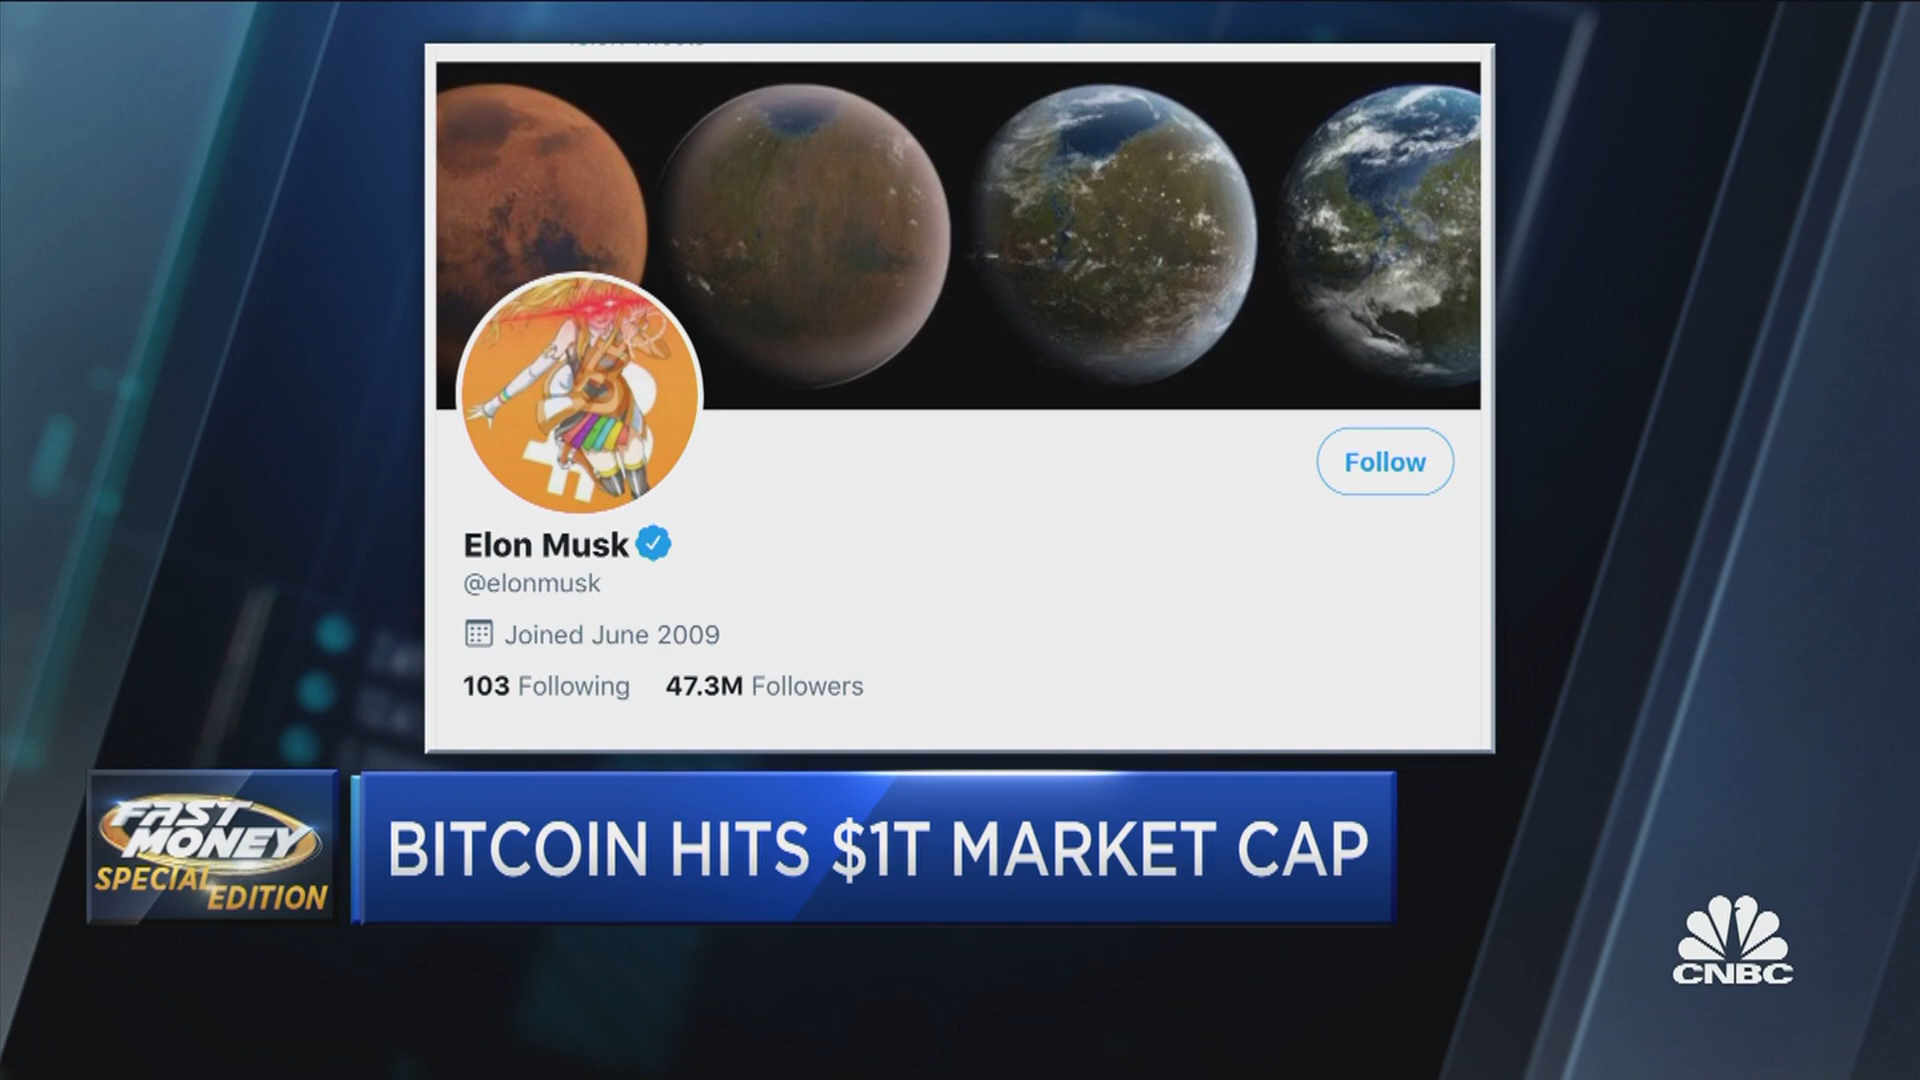 Elon Musk
@elonmusk
Joined June 2009
103 Following 47.3M Followers
Follow
FAST
MONEY
SPECIAL
EDITION
BITCOIN HITS $1T MARKET CAP
CNBC